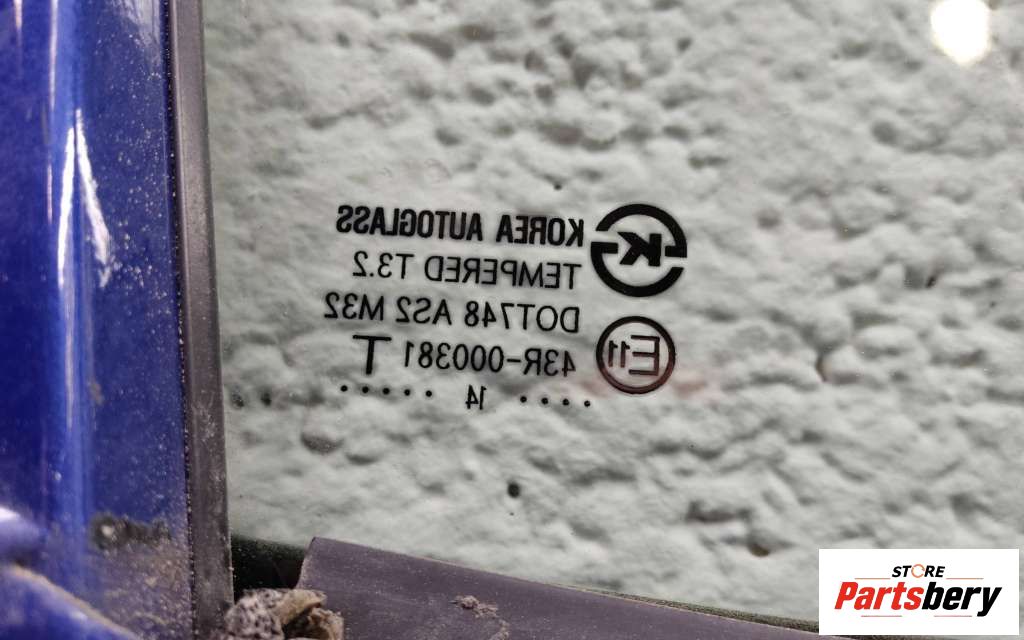 KOREA AUTOGLASS
TEMPERED T3.2
DOT748 AS2 M32
E11 43R-000381 T
.... 14 .....
K
STORE
Partsbery